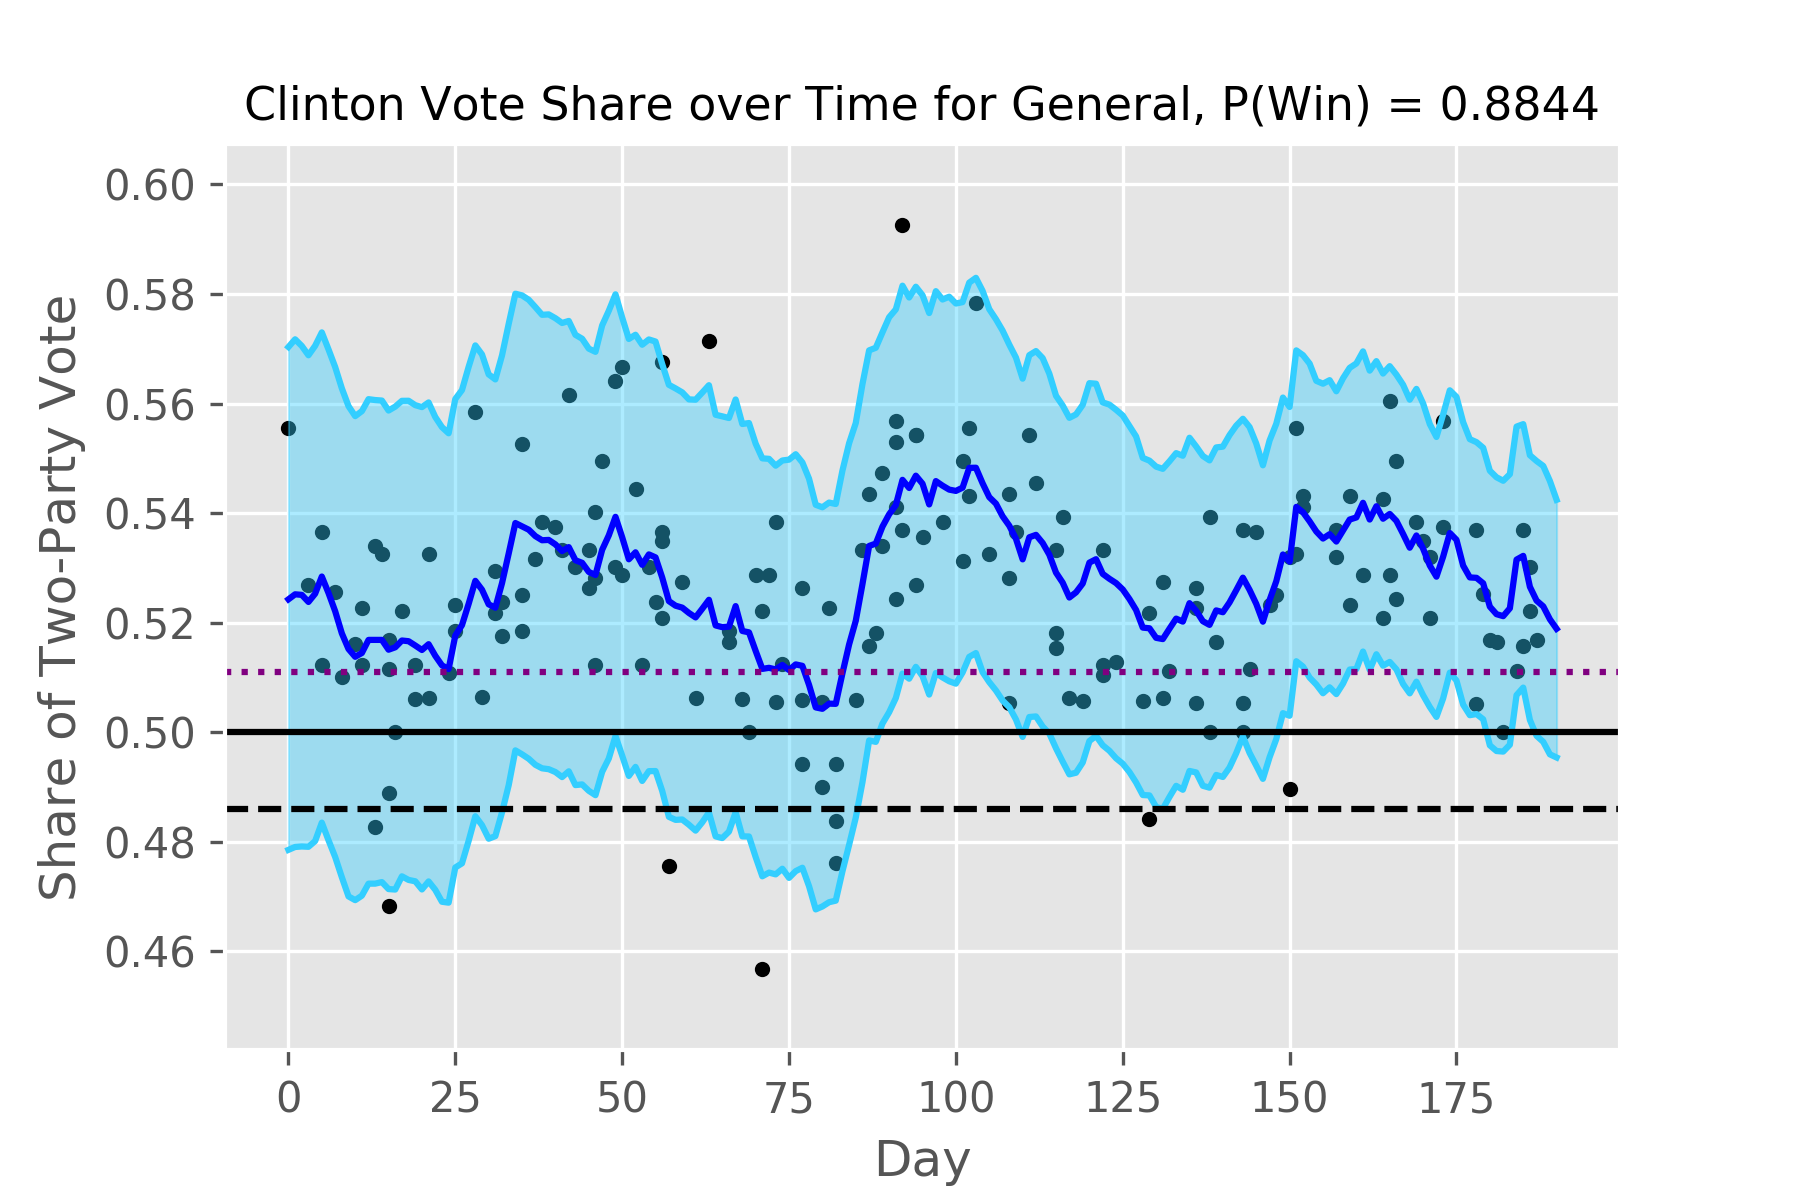 Clinton Vote Share over Time for General, P(Win) = 0.8844
Share of Two-Party Vote
0.60
0.58
0.56
0.54
0.52
0.50
0.48
0.46
0 25 50 75 100 125 150 175
Day